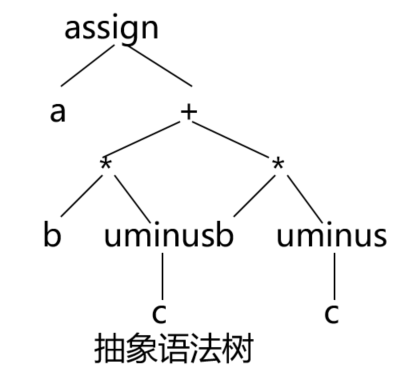 assign
a +
* *
b uminusb uminus
c c
抽象语法树